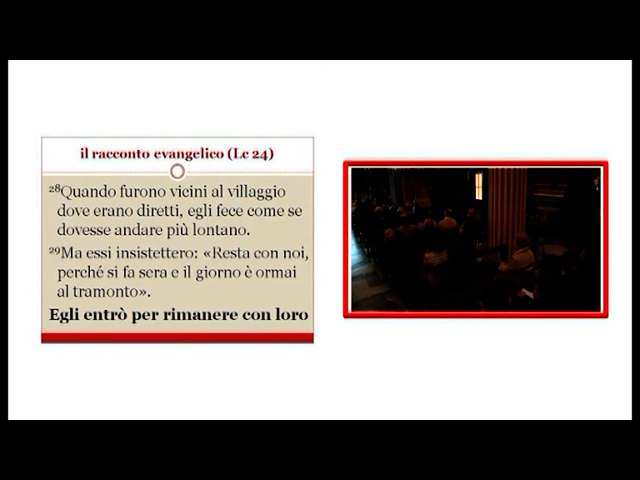 il racconto evangelico (Lc 24)
²⁸Quando furono vicini al villaggio
dove erano diretti, egli fece come se
dovesse andare più lontano.
²⁹Ma essi insistettero: «Resta con noi,
perché si fa sera e il giorno è ormai
al tramonto».
Egli entrò per rimanere con loro